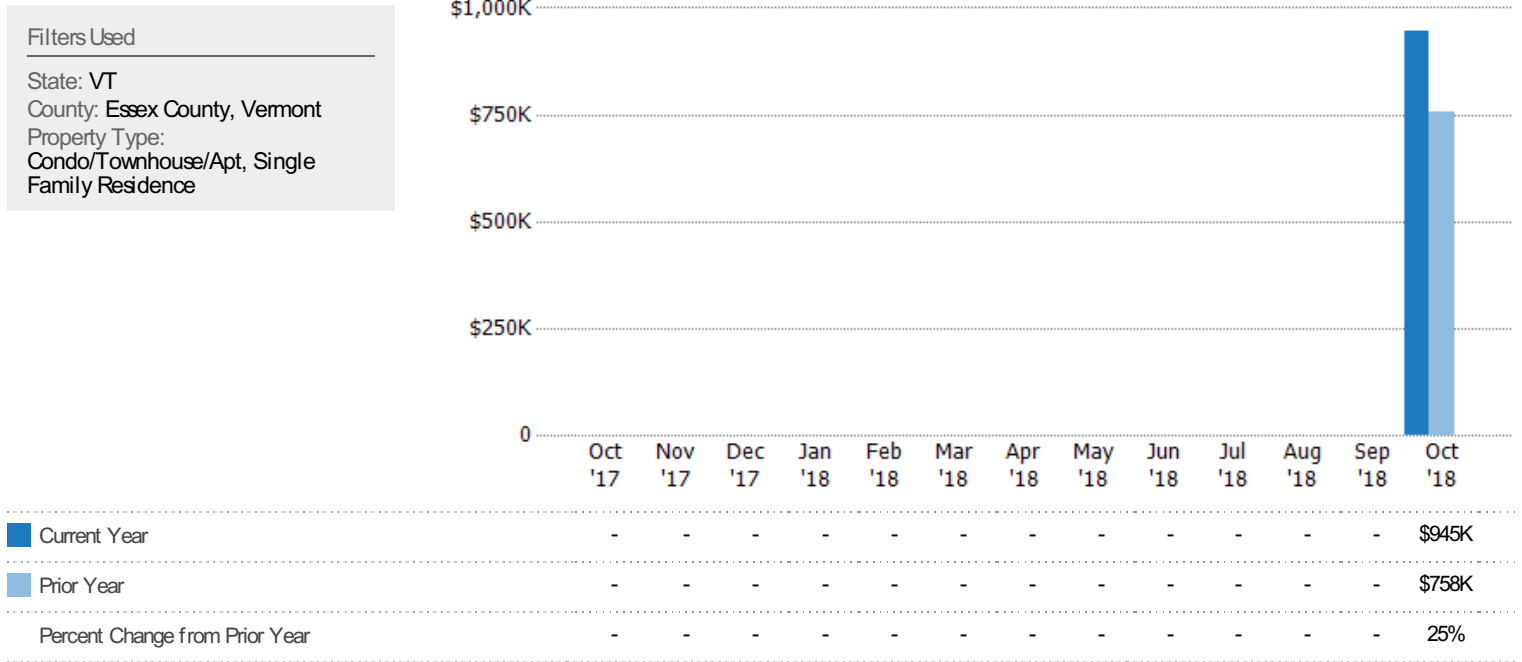 Filters Used
State: VT
County: Essex County, Vermont
Property Type:
Condo/Townhouse/Apt, Single
Family Residence
$1,000K
$750K
$500K
$250K
0
Oct Nov Dec Jan Feb Mar Apr May Jun Jul Aug Sep Oct
'17 '17 '17 '18 '18 '18 '18 '18 '18 '18 '18 '18 '18
Current Year - - - - - - - - - - - - $945K
Prior Year - - - - - - - - - - - - $758K
Percent Change from Prior Year - - - - - - - - - - - - 25%